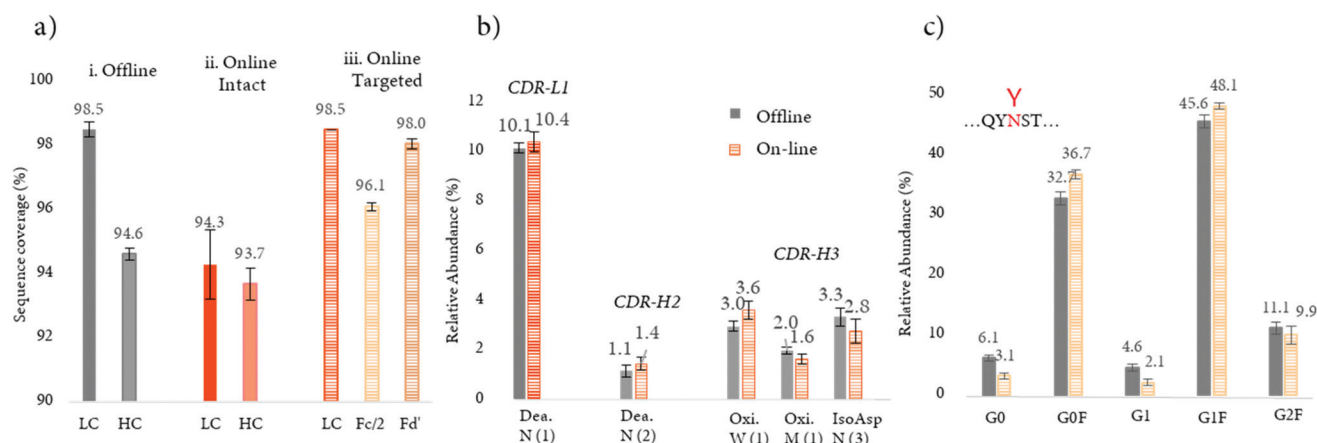 a)
i. Offline
ii. Online
Intact
iii. Online
Targeted
Sequence coverage (%)
100
98
96
94
92
90
98.5
94.6
94.3
93.7
98.5
96.1
98.0
LC HC LC HC LC Fc/2 Fd'
b)
CDR-L1
CDR-H2
CDR-H3
Offline
On-line
Relative Abundance (%)
12
10
8
6
4
2
0
10.1 10.4
1.1 1.4
3.0 3.6
2.0 1.6
3.3 2.8
Dea.
N (1)
Dea.
N (2)
Oxi.
W (1)
Oxi.
M (1)
IsoAsp
N (3)
c)
Y
…QYNST…
Relative Abundance (%)
50
40
30
20
10
0
6.1 3.1
32.7 36.7
4.6 2.1
45.6 48.1
11.1 9.9
G0 G0F G1 G1F G2F